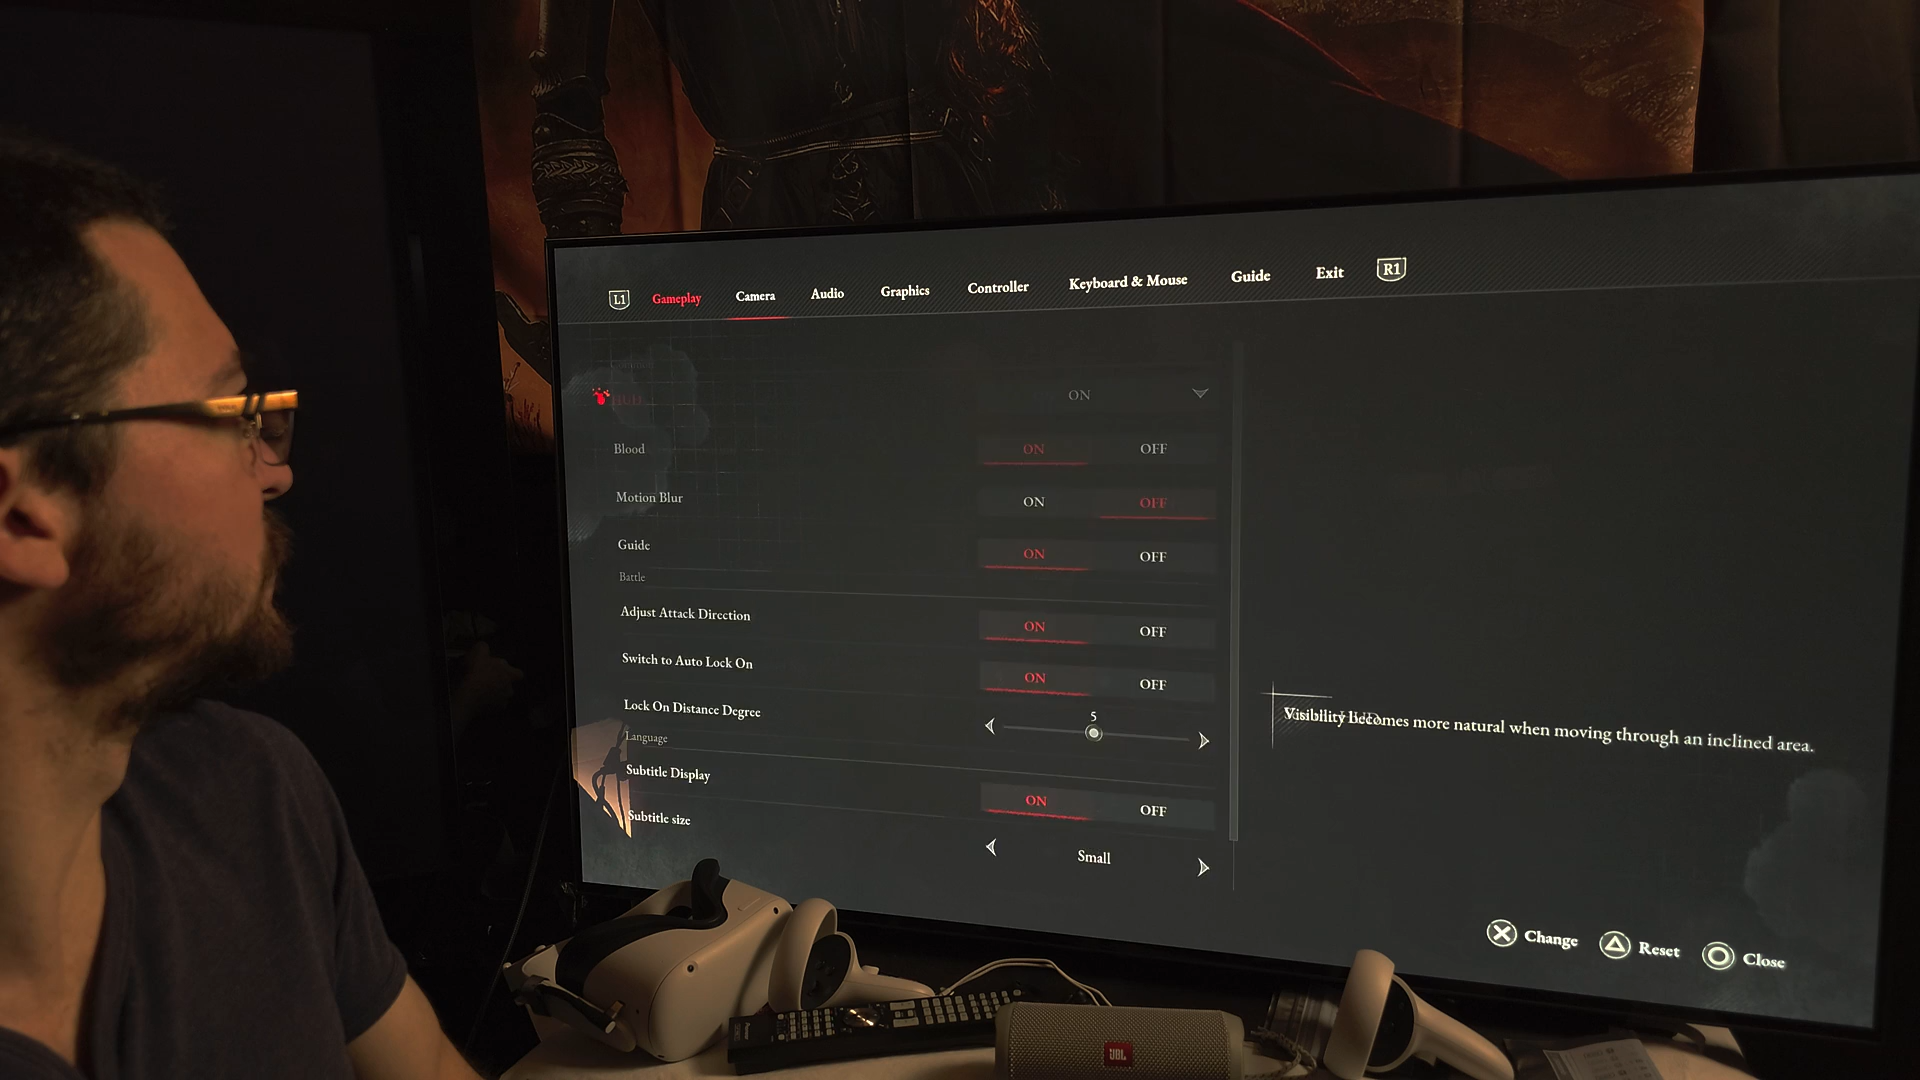 L1 Gameplay Camera Audio Graphics Controller Keyboard & Mouse Guide Exit R1
HUD ON
Blood ON OFF
Motion Blur ON OFF
Guide ON OFF
Battle
Adjust Attack Direction ON OFF
Switch to Auto Lock On ON OFF
Lock On Distance Degree 5
Language
Subtitle Display ON OFF
Subtitle size Small
Visibility becomes more natural when moving through an inclined area.
Change Reset Close
JBL